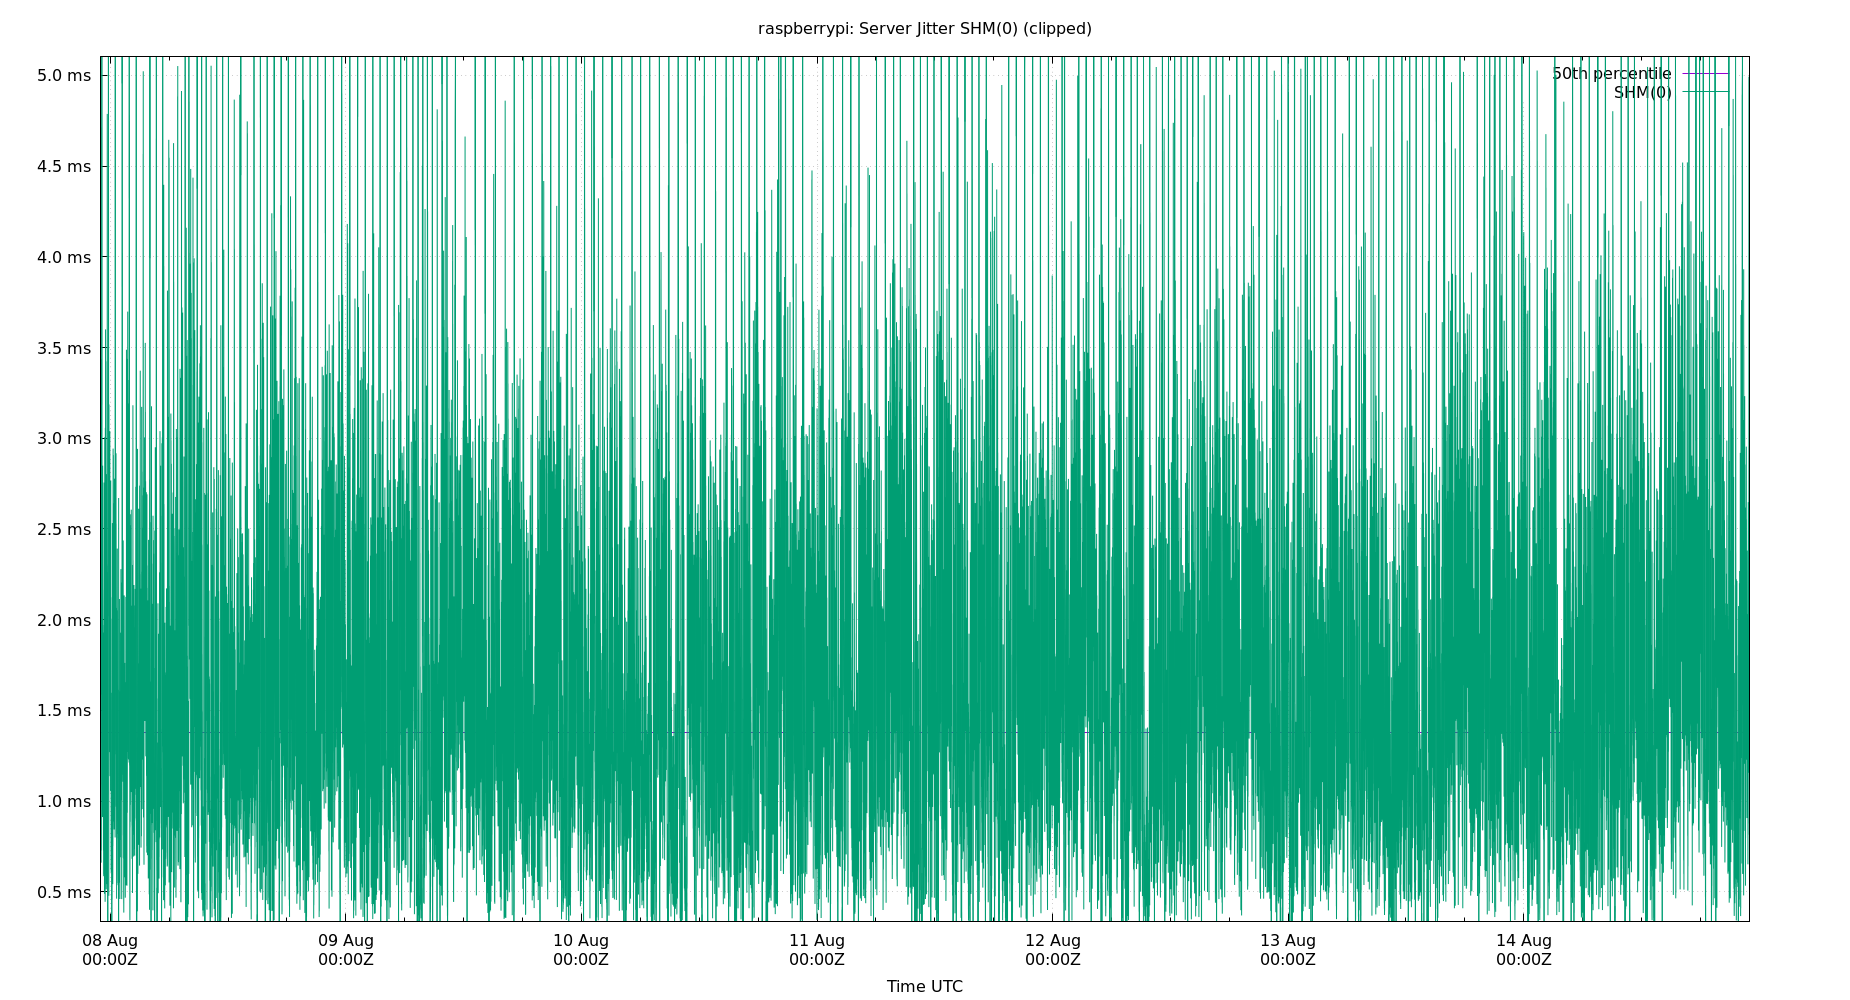 raspberrypi: Server Jitter SHM(0) (clipped)
5.0 ms
50th percentile
SHM(0)
4.5 ms
4.0 ms
3.5 ms
3.0 ms
2.5 ms
2.0 ms
1.5 ms
1.0 ms
0.5 ms
08 Aug 09 Aug 10 Aug 11 Aug 12 Aug 13 Aug 14 Aug
00:00Z 00:00Z 00:00Z 00:00Z 00:00Z 00:00Z 00:00Z
Time UTC